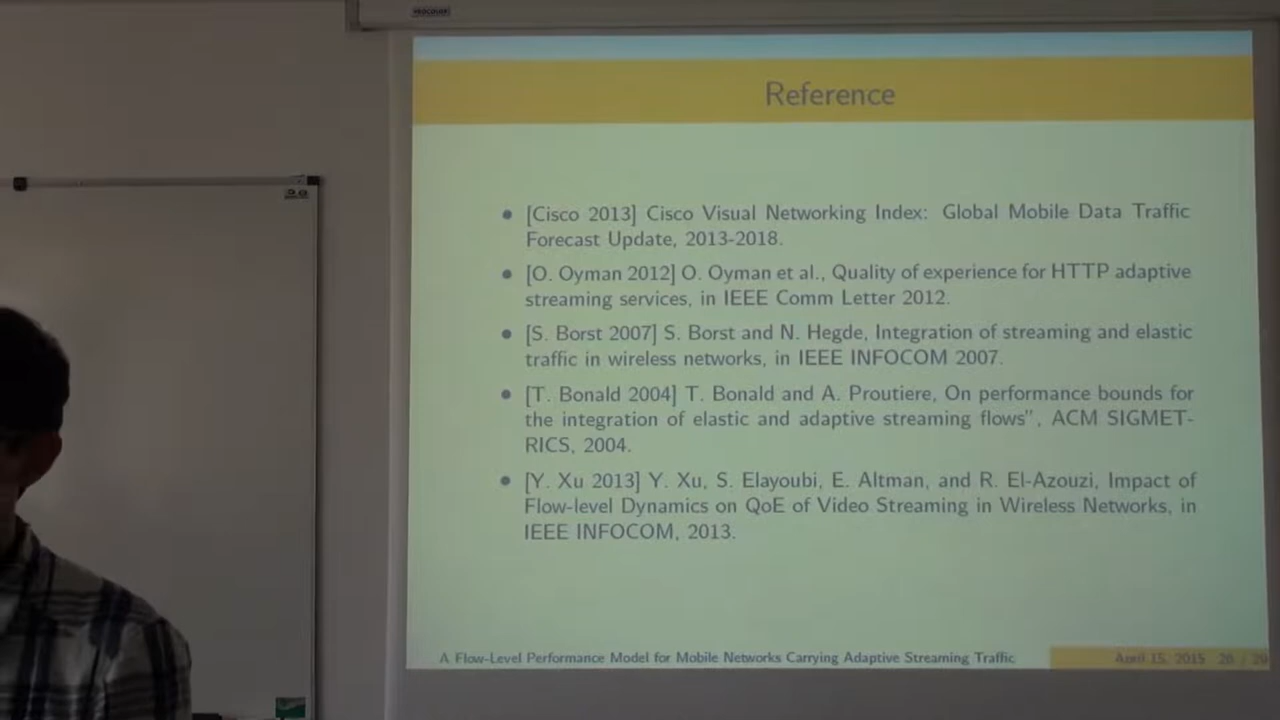 Reference
• [Cisco 2013] Cisco Visual Networking Index: Global Mobile Data Traffic
Forecast Update, 2013-2018.
• [O. Oyman 2012] O. Oyman et al., Quality of experience for HTTP adaptive
streaming services, in IEEE Comm Letter 2012.
• [S. Borst 2007] S. Borst and N. Hegde, Integration of streaming and elastic
traffic in wireless networks, in IEEE INFOCOM 2007.
• [T. Bonald 2004] T. Bonald and A. Proutiere, On performance bounds for
the integration of elastic and adaptive streaming flows", ACM SIGMET-
RICS, 2004.
• [Y. Xu 2013] Y. Xu, S. Elayoubi, E. Altman, and R. El-Azouzi, Impact of
Flow-level Dynamics on QoE of Video Streaming in Wireless Networks, in
IEEE INFOCOM, 2013.
A Flow-Level Performance Model for Mobile Networks Carrying Adaptive Streaming Traffic
April 15, 2015